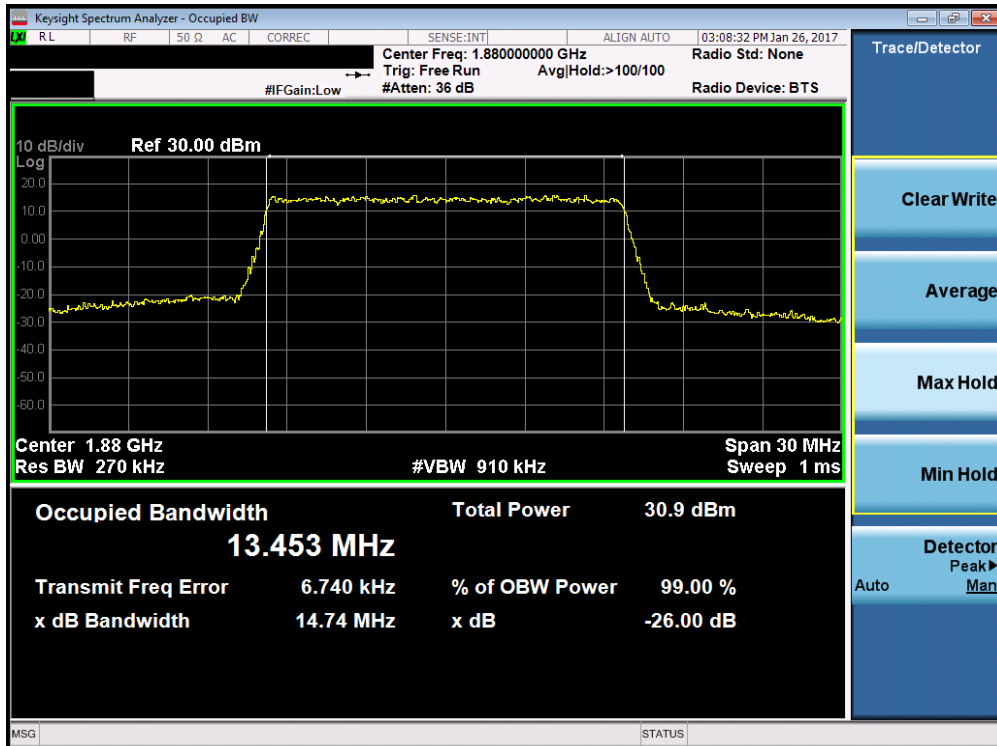 Keysight Spectrum Analyzer - Occupied BW
LXI RL RF 50 Ω AC CORREC SENSE:INT ALIGN AUTO 03:08:32 PM Jan 26, 2017
Center Freq: 1.880000000 GHz Radio Std: None
Trig: Free Run Avg|Hold:>100/100
#IFGain:Low #Atten: 36 dB Radio Device: BTS
10 dB/div Ref 30.00 dBm
Log
20.0
10.0
0.00
-10.0
-20.0
-30.0
-40.0
-50.0
-60.0
Center 1.88 GHz Span 30 MHz
Res BW 270 kHz #VBW 910 kHz Sweep 1 ms
Occupied Bandwidth Total Power 30.9 dBm
13.453 MHz
Transmit Freq Error 6.740 kHz % of OBW Power 99.00 %
x dB Bandwidth 14.74 MHz x dB -26.00 dB
Trace/Detector
Clear Write
Average
Max Hold
Min Hold
Detector
Peak▶
Auto Man
MSG STATUS